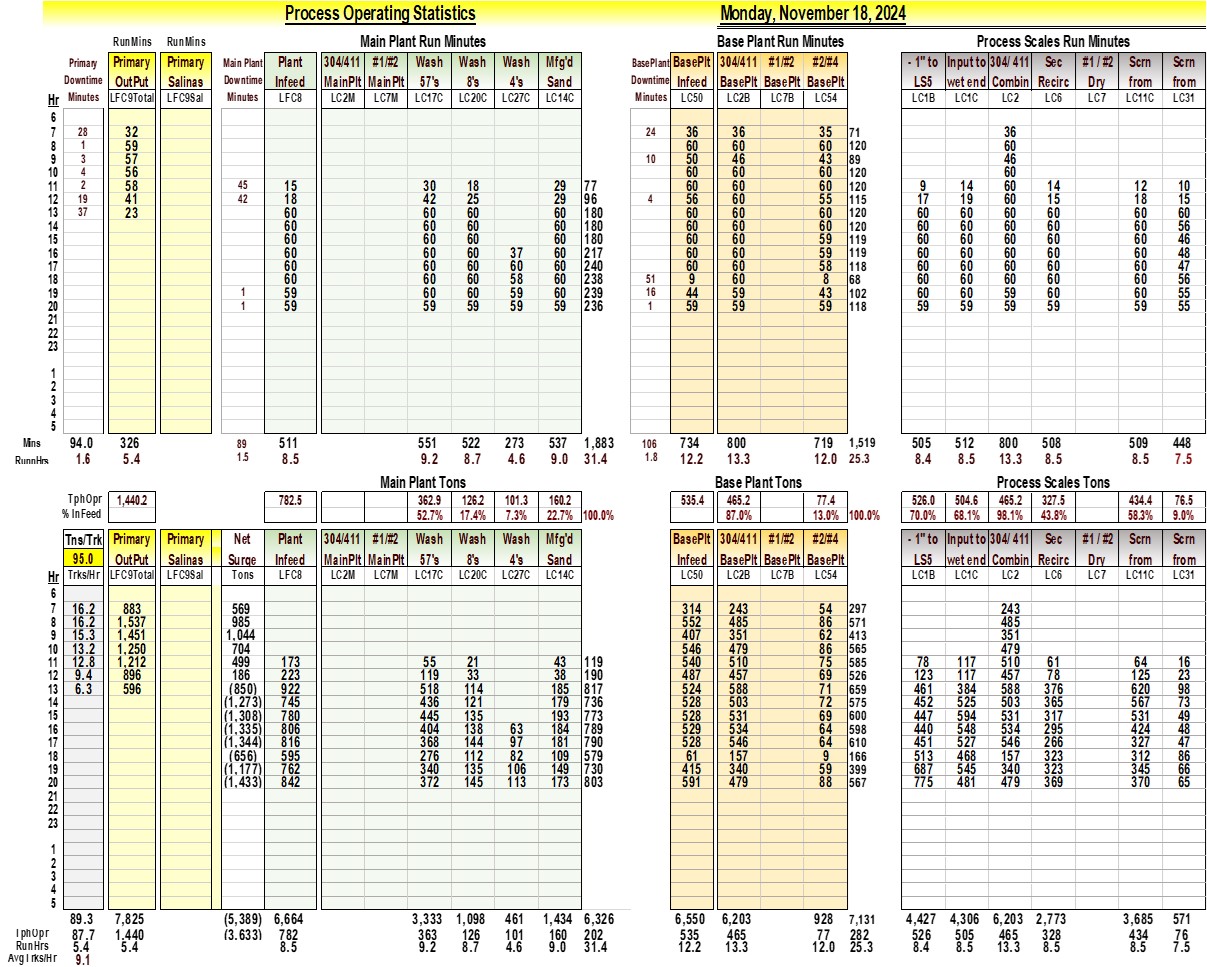 Process Operating Statistics Monday, November 18, 2024
RunMins RunMins Main Plant Run Minutes Base Plant Run Minutes Process Scales Run Minutes
Primary Primary Primary Main Plant Plant 304/411 #1/#2 Wash Wash Wash Mfg'd BasePlant BasePlt 304/411 #1/#2 #2/#4 - 1" to Input to 304/ 411 Sec #1 / #2 Scrn Scrn
Downtime OutPut Salinas Downtime Infeed MainPlt MainPlt 57's 8's 4's Sand Downtime Infeed BasePlt BasePlt BasePlt LS5 wet end Combin Recirc Dry from from
Hr Minutes LFC9Total LFC9Sal Minutes LFC8 LC2M LC7M LC17C LC20C LC27C LC14C Minutes LC50 LC2B LC7B LC54 LC1B LC1C LC2 LC6 LC7 LC11C LC31
6
7 28 32 24 36 36 35 71 36
8 1 59 60 60 60 120 60
9 3 57 10 50 46 43 89 46
10 4 56 60 60 60 120 60
11 2 58 45 15 30 18 29 77 60 60 60 120 9 14 60 14 12 10
12 19 41 42 18 42 25 29 96 4 56 60 55 115 17 19 60 15 18 15
13 37 23 60 60 60 60 180 60 60 60 120 60 60 60 60 60 60
14 60 60 60 60 180 60 60 60 120 60 60 60 60 60 56
15 60 60 60 60 180 60 60 59 119 60 60 60 60 60 46
16 60 60 60 37 60 217 60 60 59 119 60 60 60 60 60 48
17 60 60 60 60 60 240 60 60 58 118 60 60 60 60 60 47
18 60 60 60 58 60 238 51 9 60 8 68 60 60 60 60 60 56
19 1 59 60 60 59 60 239 16 44 59 43 102 60 60 59 60 60 55
20 1 59 59 59 59 59 236 1 59 59 59 118 59 59 59 59 59 55
21
22
23
1
2
3
4
5
Mins 94.0 326 89 511 551 522 273 537 1,883 106 734 800 719 1,519 505 512 800 508 509 448
RunnHrs 1.6 5.4 1.5 8.5 9.2 8.7 4.6 9.0 31.4 1.8 12.2 13.3 12.0 25.3 8.4 8.5 13.3 8.5 8.5 7.5
Main Plant Tons Base Plant Tons Process Scales Tons
TphOpr 1,440.2 782.5 362.9 126.2 101.3 160.2 535.4 465.2 77.4 526.0 504.6 465.2 327.5 434.4 76.5
% InFeed 52.7% 17.4% 7.3% 22.7% 100.0% 87.0% 13.0% 100.0% 70.0% 68.1% 98.1% 43.8% 58.3% 9.0%
Tns/Trk Primary Primary Net Plant 304/411 #1/#2 Wash Wash Wash Mfg'd BasePlt 304/411 #1/#2 #2/#4 - 1" to Input to 304/ 411 Sec #1 / #2 Scrn Scrn
95.0 OutPut Salinas Surge Infeed MainPlt MainPlt 57's 8's 4's Sand Infeed BasePlt BasePlt BasePlt LS5 wet end Combin Recirc Dry from from
Hr Trks/Hr LFC9Total LFC9Sal Tons LFC8 LC2M LC7M LC17C LC20C LC27C LC14C LC50 LC2B LC7B LC54 LC1B LC1C LC2 LC6 LC7 LC11C LC31
6
7 16.2 883 569 314 243 54 297 243
8 16.2 1,537 985 552 485 86 571 485
9 15.3 1,451 1,044 407 351 62 413 351
10 13.2 1,250 704 546 479 86 565 479
11 12.8 1,212 499 173 55 21 43 119 540 510 75 585 78 117 510 61 64 16
12 9.4 896 186 223 119 33 38 190 487 457 69 526 123 117 457 78 125 23
13 6.3 596 (850) 922 518 114 185 817 524 588 71 659 461 384 588 376 620 98
14 (1,273) 745 436 121 179 736 528 503 72 575 452 525 503 365 567 73
15 (1,308) 780 445 135 193 773 528 531 69 600 447 594 531 317 531 49
16 (1,335) 806 404 138 63 184 789 529 534 64 598 440 548 534 295 424 48
17 (1,344) 816 368 144 97 181 790 528 546 64 610 451 527 546 266 327 47
18 (656) 595 276 112 82 109 579 61 157 9 166 513 468 157 323 312 86
19 (1,177) 762 340 135 106 149 730 415 340 59 399 687 545 340 323 345 66
20 (1,433) 842 372 145 113 173 803 591 479 88 567 775 481 479 369 370 65
21
22
23
1
2
3
4
5
89.3 7,825 (5,389) 6,664 3,333 1,098 461 1,434 6,326 6,550 6,203 928 7,131 4,427 4,306 6,203 2,773 3,685 571
TphOpr 87.7 1,440 (3,633) 782 363 126 101 160 202 535 465 77 282 526 505 465 328 434 76
RunHrs 5.4 5.4 8.5 9.2 8.7 4.6 9.0 31.4 12.2 13.3 12.0 25.3 8.4 8.5 13.3 8.5 8.5 7.5
AvgTrks/Hr 9.1